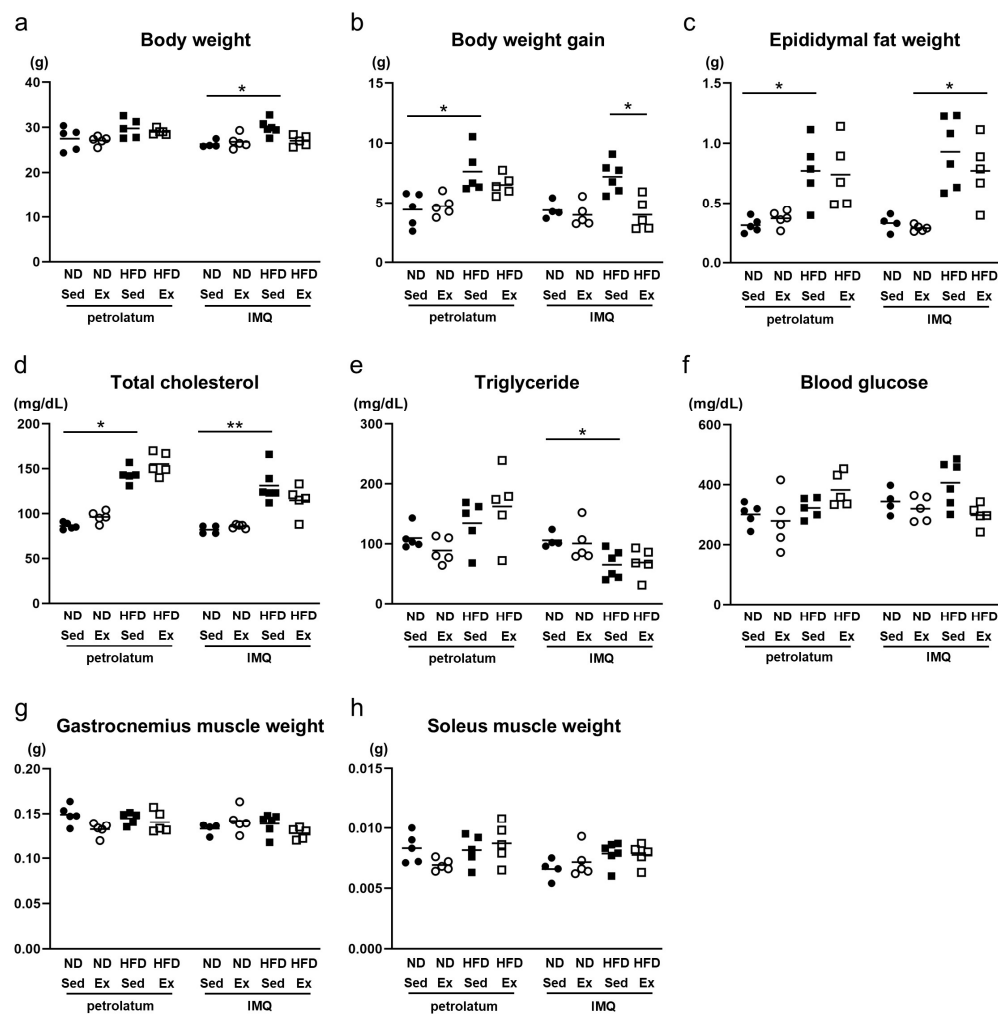 a
Body weight
(g)
40
30
20
10
0
*
ND ND HFD HFD ND ND HFD HFD
Sed Ex Sed Ex Sed Ex Sed Ex
petrolatum IMQ
b
Body weight gain
(g)
15
10
5
0
* *
ND ND HFD HFD ND ND HFD HFD
Sed Ex Sed Ex Sed Ex Sed Ex
petrolatum IMQ
c
Epididymal fat weight
(g)
1.5
1.0
0.5
0.0
* *
ND ND HFD HFD ND ND HFD HFD
Sed Ex Sed Ex Sed Ex Sed Ex
petrolatum IMQ
d
Total cholesterol
(mg/dL)
200
150
100
50
0
* **
ND ND HFD HFD ND ND HFD HFD
Sed Ex Sed Ex Sed Ex Sed Ex
petrolatum IMQ
e
Triglyceride
(mg/dL)
300
200
100
0
*
ND ND HFD HFD ND ND HFD HFD
Sed Ex Sed Ex Sed Ex Sed Ex
petrolatum IMQ
f
Blood glucose
(mg/dL)
600
400
200
0
ND ND HFD HFD ND ND HFD HFD
Sed Ex Sed Ex Sed Ex Sed Ex
petrolatum IMQ
g
Gastrocnemius muscle weight
(g)
0.20
0.15
0.10
0.05
0.00
ND ND HFD HFD ND ND HFD HFD
Sed Ex Sed Ex Sed Ex Sed Ex
petrolatum IMQ
h
Soleus muscle weight
(g)
0.015
0.010
0.005
0.000
ND ND HFD HFD ND ND HFD HFD
Sed Ex Sed Ex Sed Ex Sed Ex
petrolatum IMQ